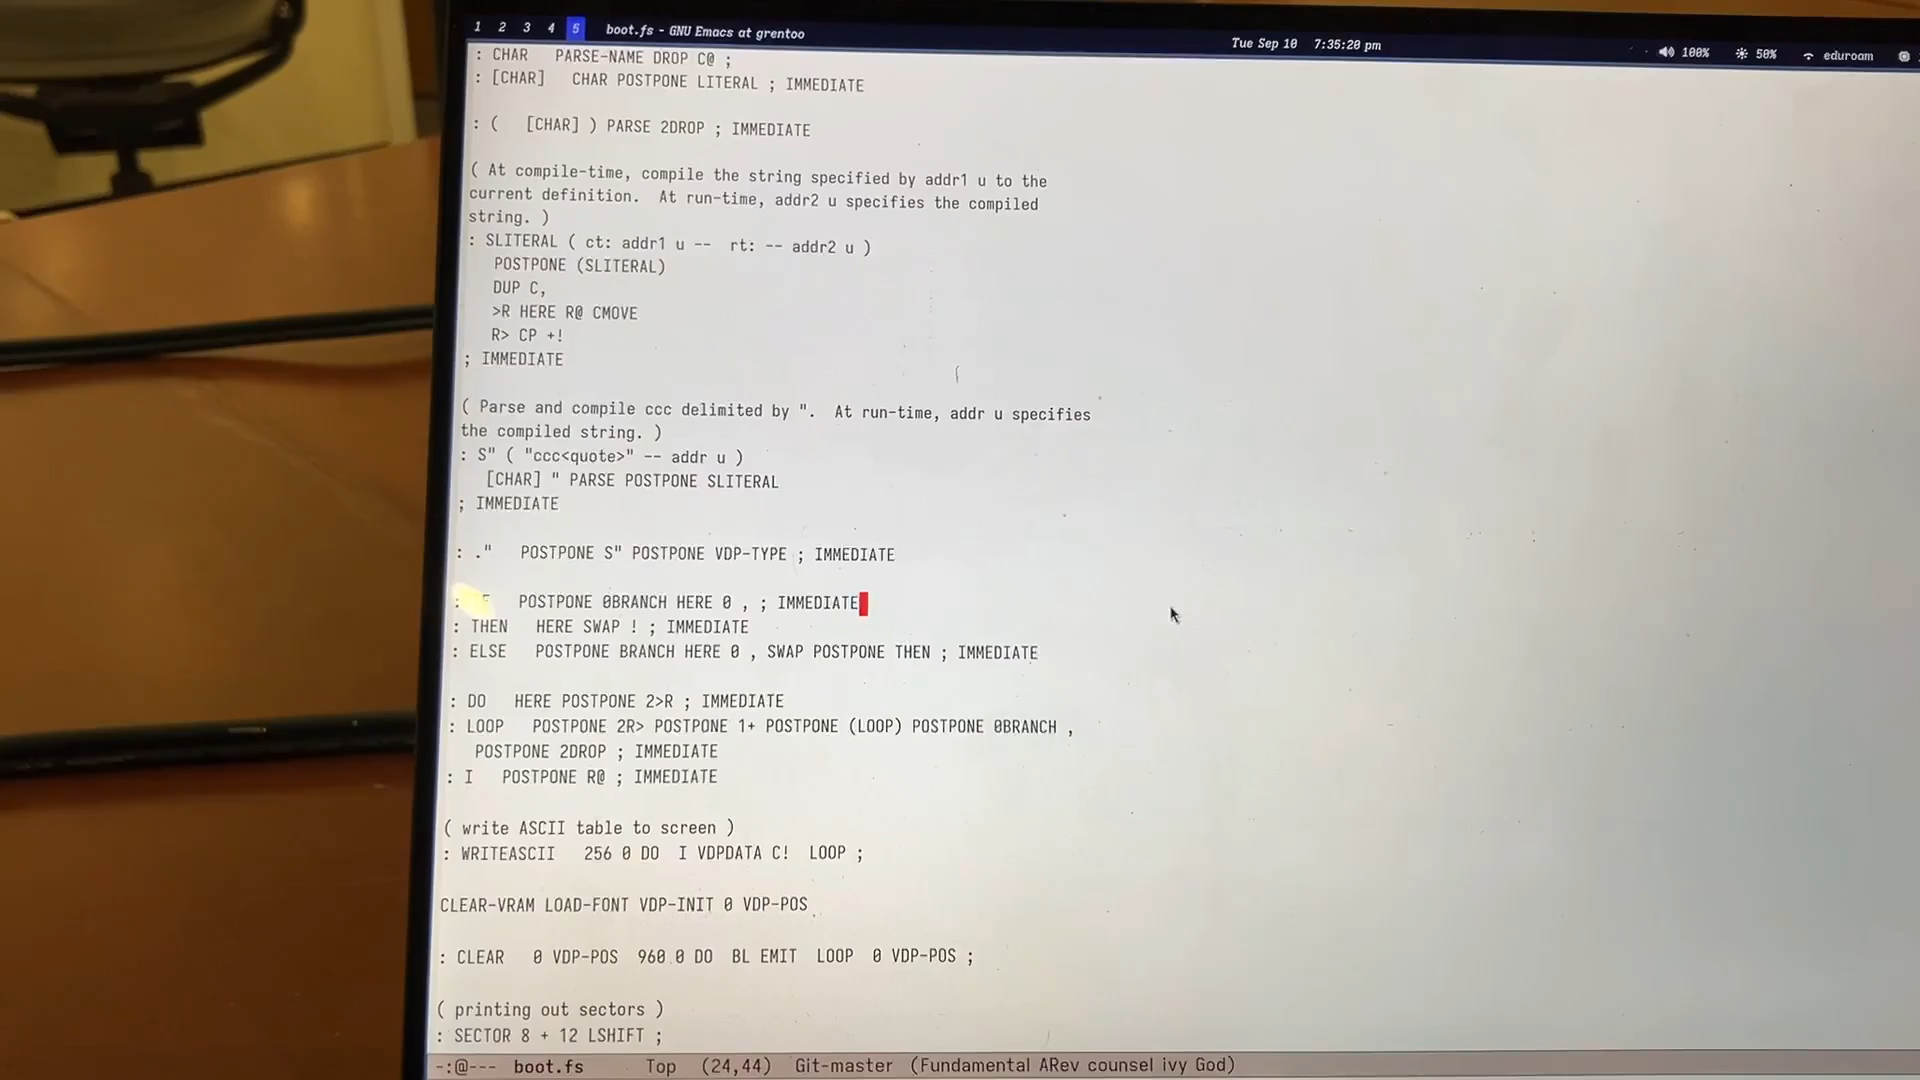 1 2 3 4 5 boot.fs - GNU Emacs at grentoo Tue Sep 10 7:35:20 pm 100% 50% eduroam
: CHAR PARSE-NAME DROP C@ ;
: [CHAR] CHAR POSTPONE LITERAL ; IMMEDIATE
: ( [CHAR] ) PARSE 2DROP ; IMMEDIATE
( At compile-time, compile the string specified by addr1 u to the
current definition. At run-time, addr2 u specifies the compiled
string. )
: SLITERAL ( ct: addr1 u -- rt: -- addr2 u )
POSTPONE (SLITERAL)
DUP C,
>R HERE R@ CMOVE
R> CP +!
; IMMEDIATE
( Parse and compile ccc delimited by ". At run-time, addr u specifies
the compiled string. )
: S" ( "ccc<quote>" -- addr u )
[CHAR] " PARSE POSTPONE SLITERAL
; IMMEDIATE
: ." POSTPONE S" POSTPONE VDP-TYPE ; IMMEDIATE
: POSTPONE 0BRANCH HERE 0 , ; IMMEDIATE
: THEN HERE SWAP ! ; IMMEDIATE
: ELSE POSTPONE BRANCH HERE 0 , SWAP POSTPONE THEN ; IMMEDIATE
: DO HERE POSTPONE 2>R ; IMMEDIATE
: LOOP POSTPONE 2R> POSTPONE 1+ POSTPONE (LOOP) POSTPONE 0BRANCH ,
POSTPONE 2DROP ; IMMEDIATE
: I POSTPONE R@ ; IMMEDIATE
( write ASCII table to screen )
: WRITEASCII 256 0 DO I VDPDATA C! LOOP ;
CLEAR-VRAM LOAD-FONT VDP-INIT 0 VDP-POS
: CLEAR 0 VDP-POS 960 0 DO BL EMIT LOOP 0 VDP-POS ;
( printing out sectors )
: SECTOR 8 + 12 LSHIFT ;
-:@--- boot.fs Top (24,44) Git-master (Fundamental ARev counsel ivy God)